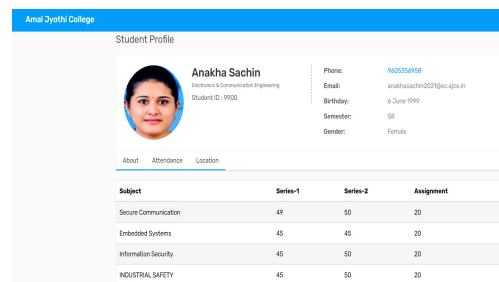 Amal Jyothi College
Student Profile
Anakha Sachin
Electronics & Communication Engineering
Student ID : 9900
Phone: 9605356958
Email: anakhasachin2021@ec.ajos.in
Birthday: 6 June 1999
Semester: S8
Gender: Female
About Attendance Location
Subject Series-1 Series-2 Assignment
Secure Communication 49 50 20
Embedded Systems 45 45 20
Information Security 45 50 20
INDUSTRIAL SAFETY 45 50 20